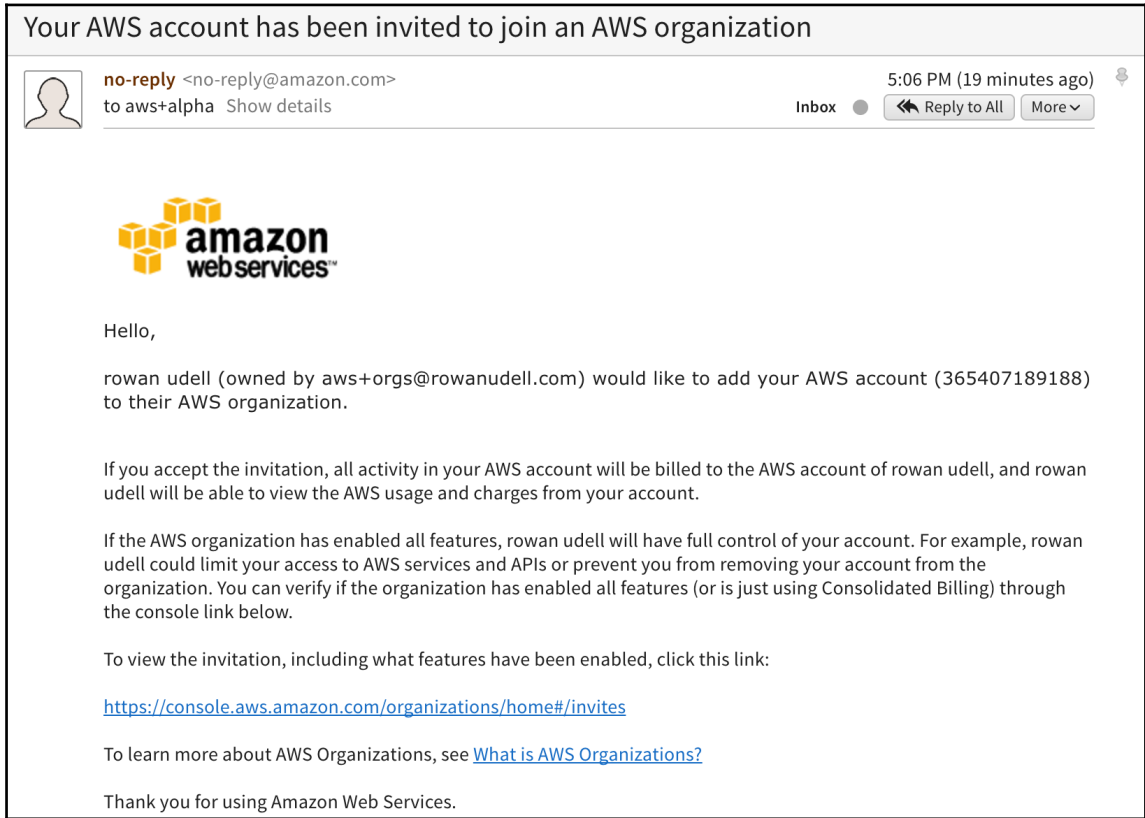 Your AWS account has been invited to join an AWS organization
no-reply <no-reply@amazon.com>
5:06 PM (19 minutes ago)
to aws+alpha Show details
Inbox
Reply to All
More
amazon
web services™
Hello,
rowan udell (owned by aws+orgs@rowanudell.com) would like to add your AWS account (365407189188)
to their AWS organization.
If you accept the invitation, all activity in your AWS account will be billed to the AWS account of rowan udell, and rowan
udell will be able to view the AWS usage and charges from your account.
If the AWS organization has enabled all features, rowan udell will have full control of your account. For example, rowan
udell could limit your access to AWS services and APIs or prevent you from removing your account from the
organization. You can verify if the organization has enabled all features (or is just using Consolidated Billing) through
the console link below.
To view the invitation, including what features have been enabled, click this link:
https://console.aws.amazon.com/organizations/home#/invites
To learn more about AWS Organizations, see What is AWS Organizations?
Thank you for using Amazon Web Services.